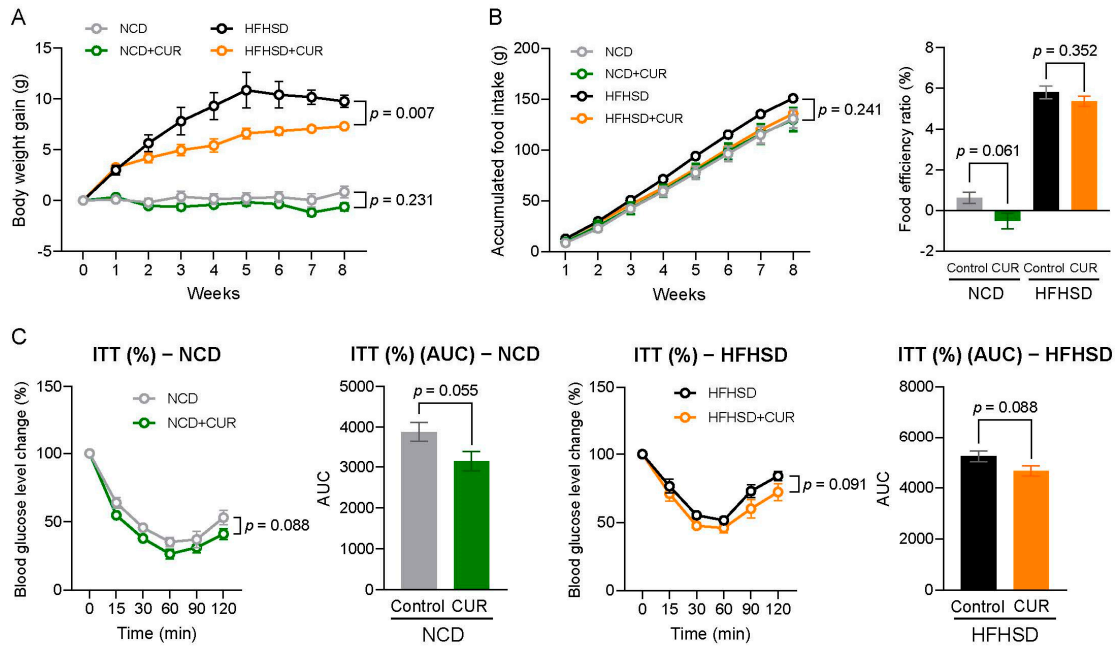 A
NCD
HFHSD
NCD+CUR
HFHSD+CUR
Body weight gain (g)
15
10
5
0
-5
p = 0.007
p = 0.231
0 1 2 3 4 5 6 7 8
Weeks
B
NCD
NCD+CUR
HFHSD
HFHSD+CUR
Accumulated food intake (g)
200
150
100
50
0
p = 0.241
1 2 3 4 5 6 7 8
Weeks
Food efficiency ratio (%)
8
6
4
2
0
-2
p = 0.352
p = 0.061
Control CUR Control CUR
NCD HFHSD
C
ITT (%) – NCD
Blood glucose level change (%)
150
100
50
0
NCD
NCD+CUR
p = 0.088
0 15 30 60 90 120
Time (min)
ITT (%) (AUC) – NCD
AUC
5000
4000
3000
2000
1000
0
p = 0.055
Control CUR
NCD
ITT (%) – HFHSD
Blood glucose level change (%)
150
100
50
0
HFHSD
HFHSD+CUR
p = 0.091
0 15 30 60 90 120
Time (min)
ITT (%) (AUC) – HFHSD
AUC
8000
6000
4000
2000
0
p = 0.088
Control CUR
HFHSD